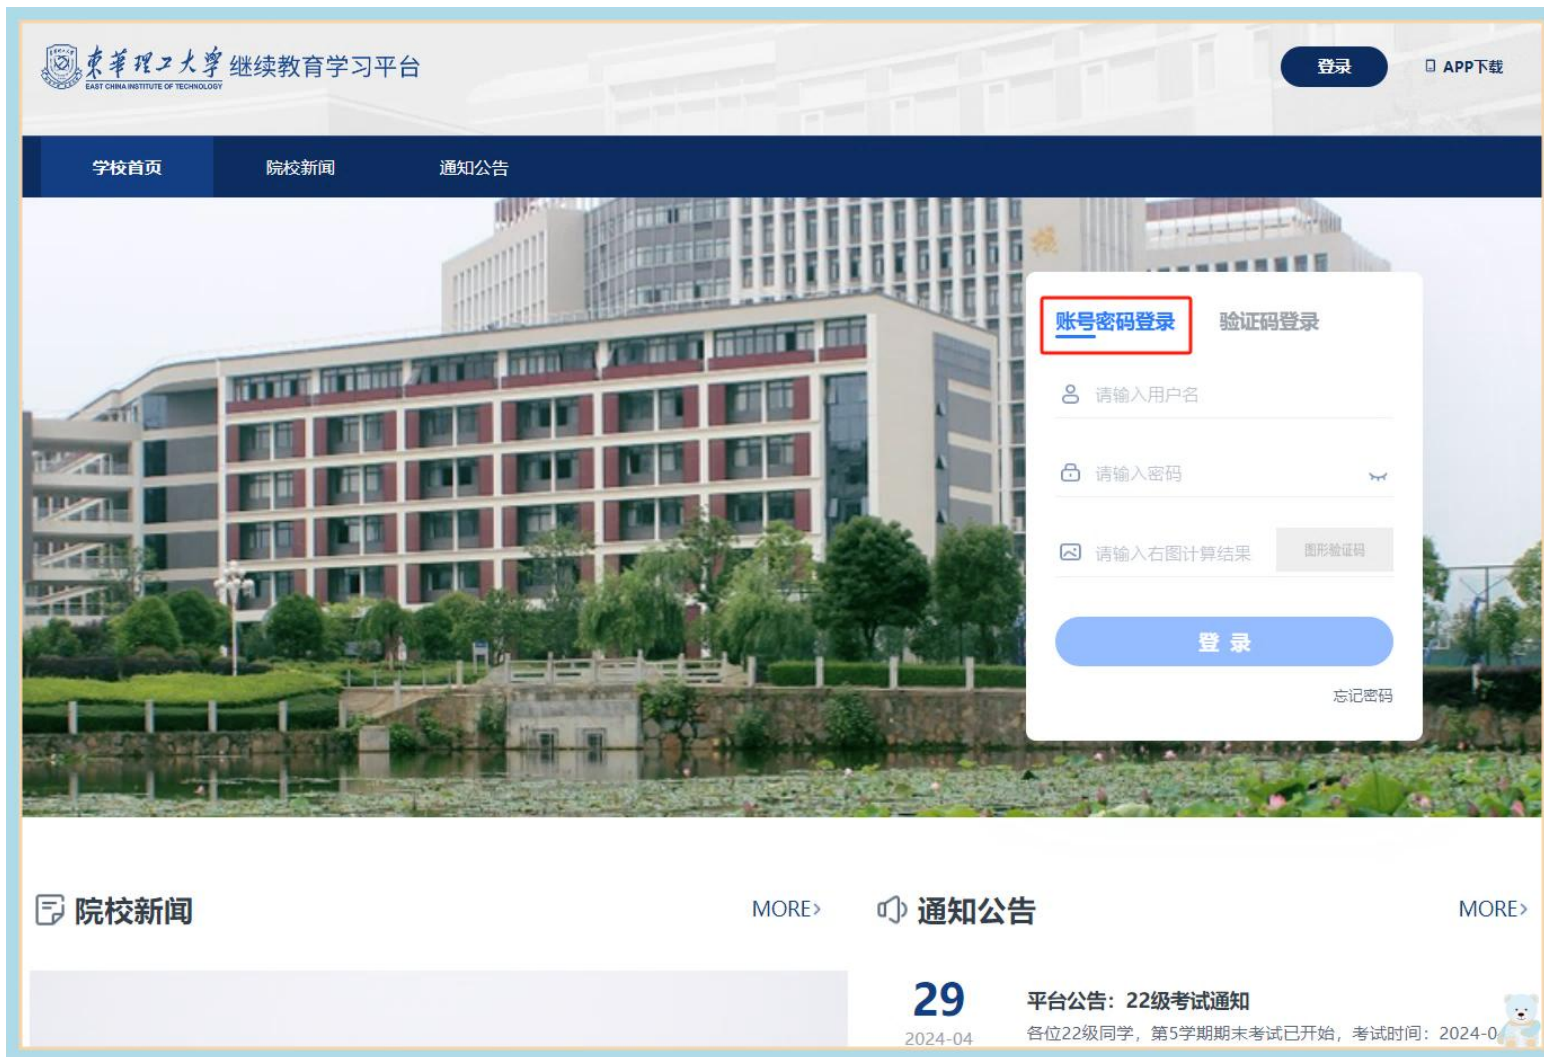 東華理工大学 继续教育学习平台
EAST CHINA INSTITUTE OF TECHNOLOGY
登录
APP下载
学校首页 院校新闻 通知公告
账号密码登录 验证码登录
请输入用户名
请输入密码
请输入右图计算结果 图形验证码
登 录
忘记密码
院校新闻 MORE>
通知公告 MORE>
29
2024-04
平台公告：22级考试通知
各位22级同学，第5学期期末考试已开始，考试时间：2024-0